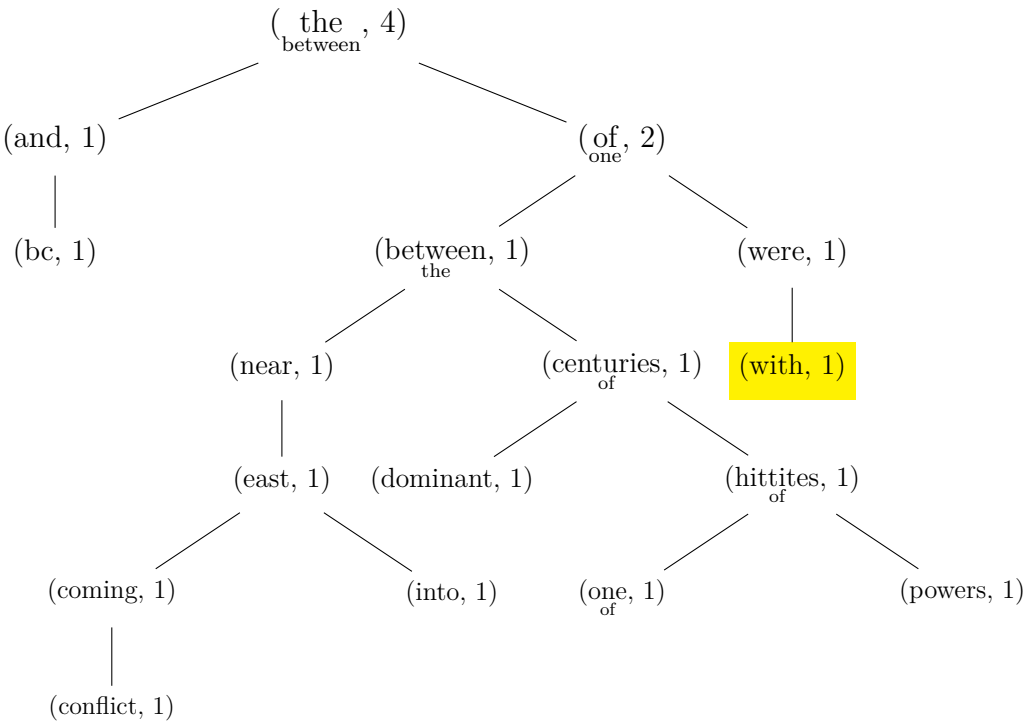 (the, 4)
between
(and, 1)
(of, 2)
one
(bc, 1)
(between, 1)
the
(were, 1)
(near, 1)
(centuries, 1)
of
(with, 1)
(east, 1)
(dominant, 1)
(hittites, 1)
of
(coming, 1)
(into, 1)
(one, 1)
of
(powers, 1)
(conflict, 1)